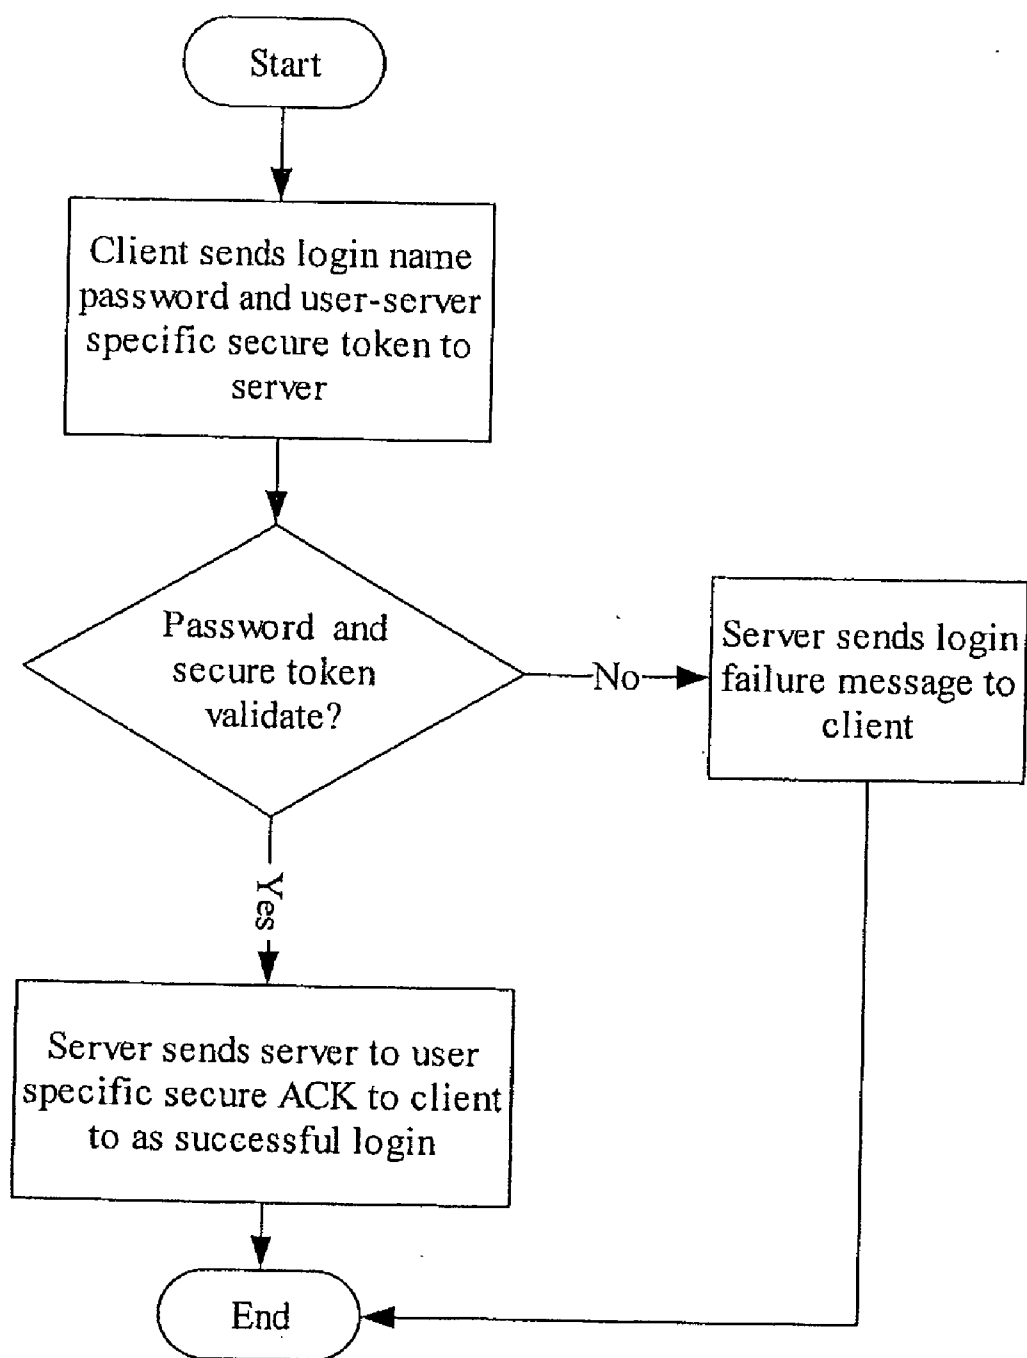 Start
Client sends login name
password and user-server
specific secure token to
server
Password and
secure token
validate?
No
Server sends login
failure message to
client
Yes
Server sends server to user
specific secure ACK to client
to as successful login
End